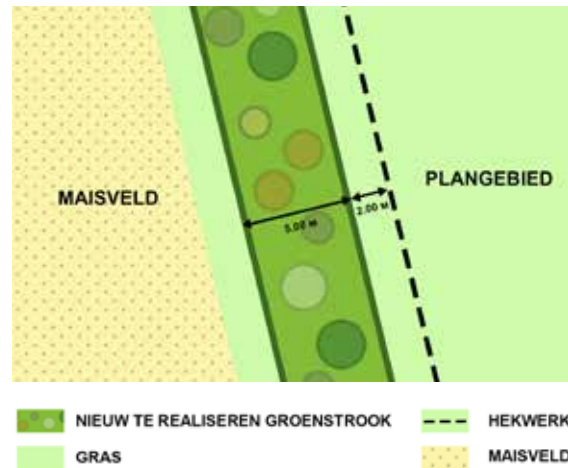 MAISVELD
PLANGEBIED
5.00 M
2.00 M
NIEUW TE REALISEREN GROENSTROOK
HEKWERK
GRAS
MAISVELD